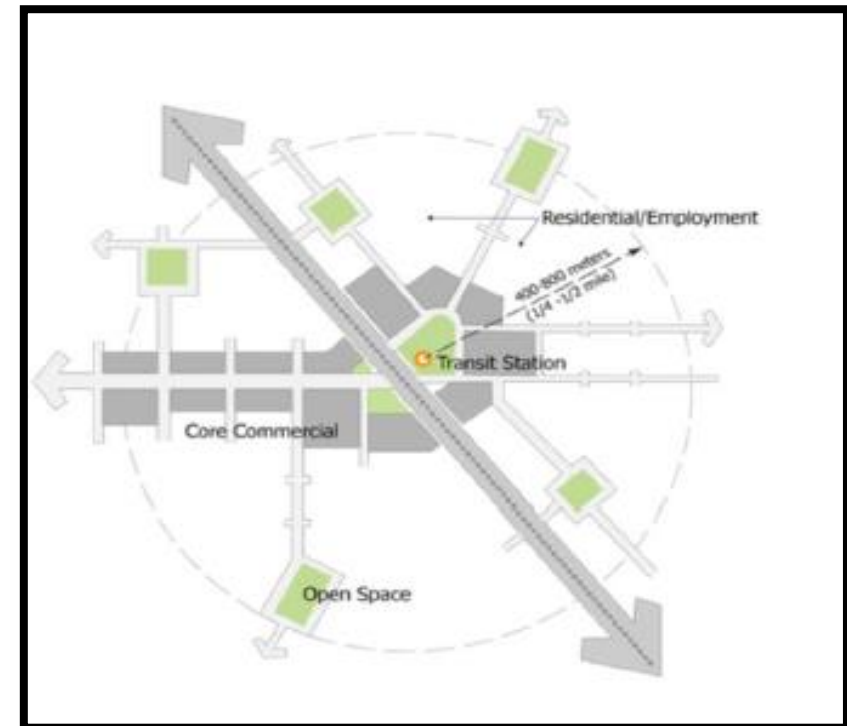 Residential/Employment
400-800 meters
(1/4 -1/2 mile)
Transit Station
Core Commercial
Open Space